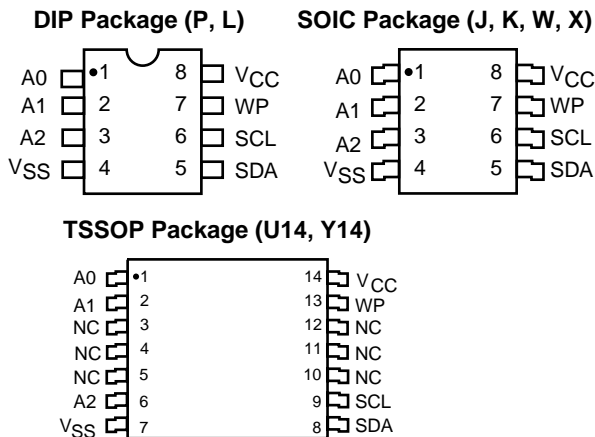 DIP Package (P, L)
A0 1 8 VCC
A1 2 7 WP
A2 3 6 SCL
VSS 4 5 SDA
SOIC Package (J, K, W, X)
A0 1 8 VCC
A1 2 7 WP
A2 3 6 SCL
VSS 4 5 SDA
TSSOP Package (U14, Y14)
A0 1 14 VCC
A1 2 13 WP
NC 3 12 NC
NC 4 11 NC
NC 5 10 NC
A2 6 9 SCL
VSS 7 8 SDA